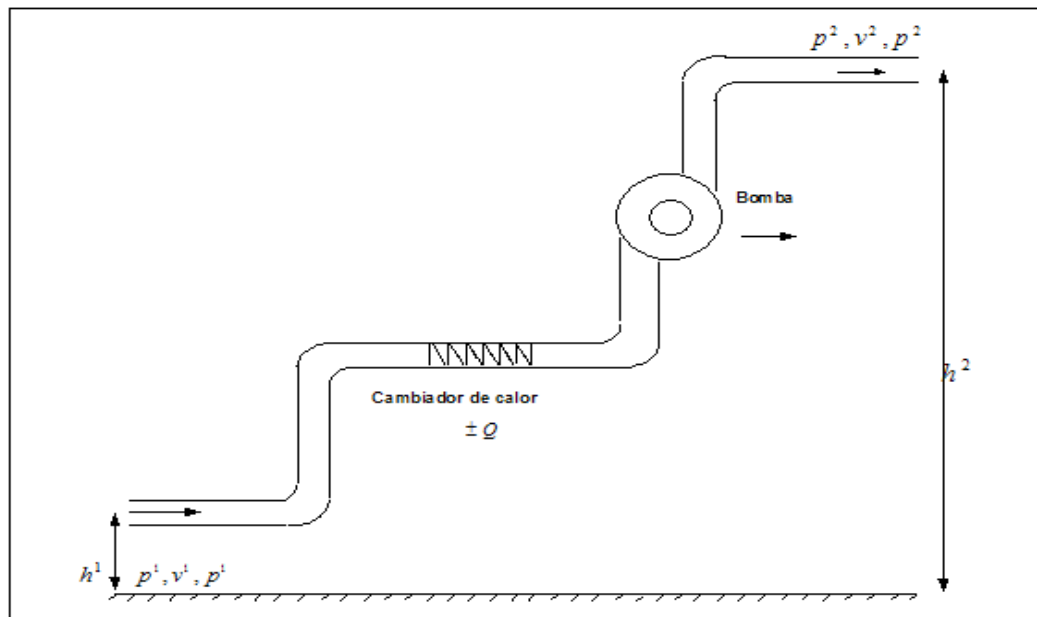 p², v², p²
Bomba
h²
Cambiador de calor
± Q
h¹ p¹, v¹, p¹